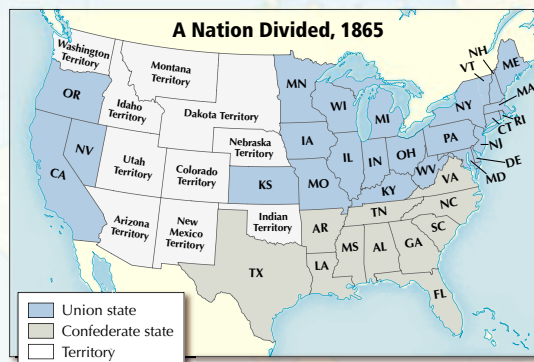 A Nation Divided, 1865
Washington
Territory
Montana
Territory
OR
Idaho
Territory
Dakota Territory
MN
WI
MI
NH
VT
ME
MA
NY
RI
CT
NJ
PA
DE
MD
NV
CA
Utah
Territory
Colorado
Territory
Nebraska
Territory
IA
IL
IN
OH
WV
VA
KS
MO
KY
Arizona
Territory
New
Mexico
Territory
Indian
Territory
TN
NC
AR
SC
MS
AL
GA
TX
LA
FL
Union state
Confederate state
Territory